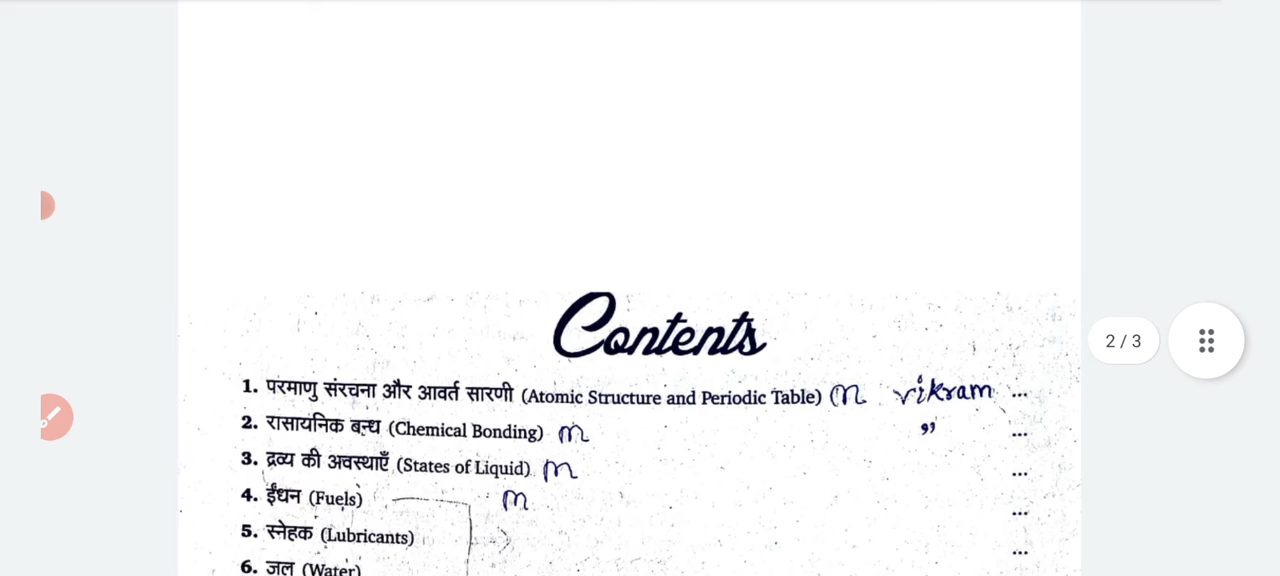 Contents
1. परमाणु संरचना और आवर्त सारणी (Atomic Structure and Periodic Table) m vikram ...
2. रासायनिक बन्ध (Chemical Bonding) m ” ...
3. द्रव्य की अवस्थाएँ (States of Liquid) m ...
2 / 3
4. ईंधन (Fuels) m ...
5. स्नेहक (Lubricants) ...
6. जल (Water)